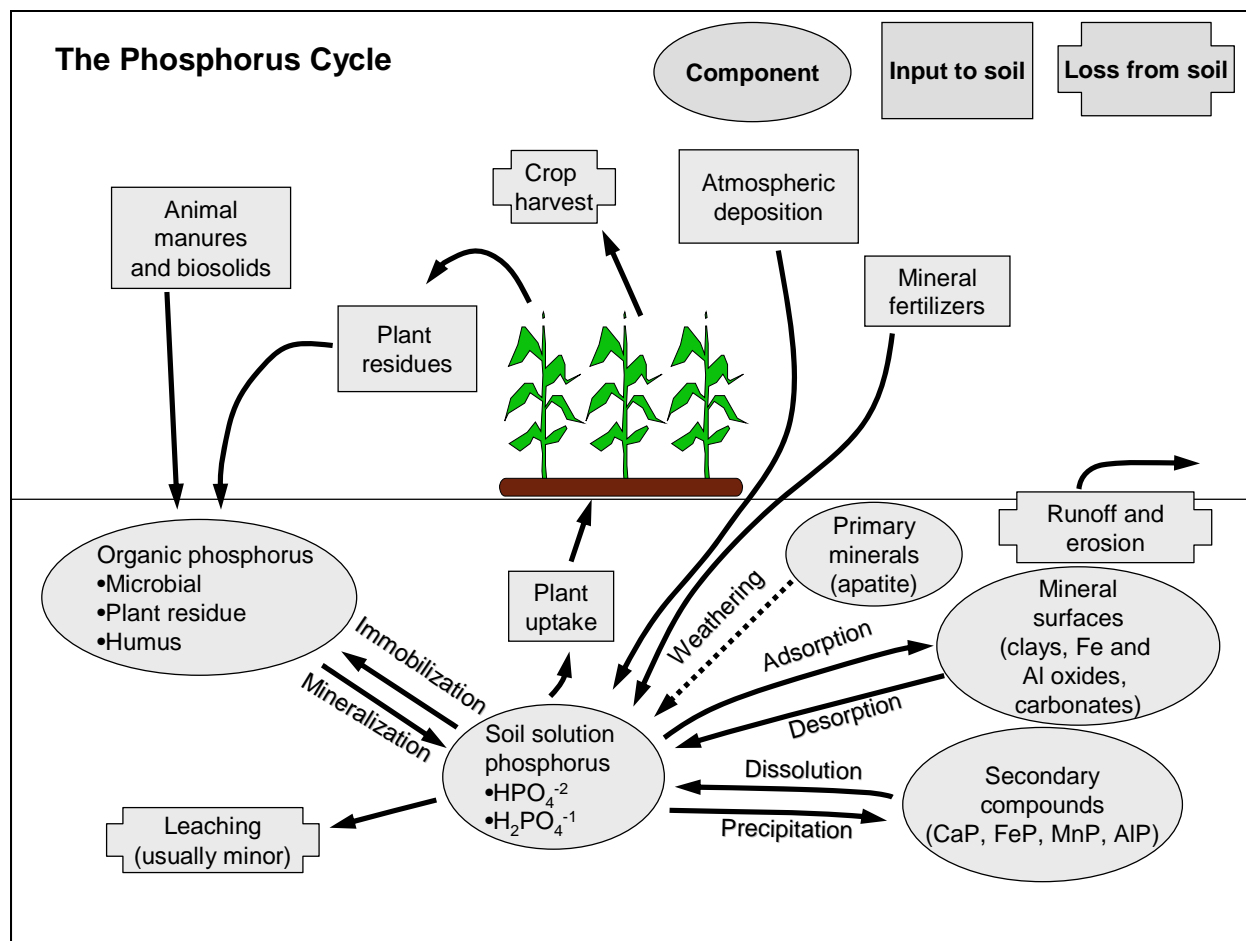 The Phosphorus Cycle
Component
Input to soil
Loss from soil
Crop
harvest
Atmospheric
deposition
Animal
manures
and biosolids
Mineral
fertilizers
Plant
residues
Runoff and
erosion
Primary
minerals
(apatite)
Organic phosphorus
•Microbial
•Plant residue
•Humus
Plant
uptake
Weathering
Mineral
surfaces
(clays, Fe and
Al oxides,
carbonates)
Immobilization
Mineralization
Adsorption
Desorption
Soil solution
phosphorus
•HPO₄⁻²
•H₂PO₄⁻¹
Dissolution
Precipitation
Secondary
compounds
(CaP, FeP, MnP, AlP)
Leaching
(usually minor)